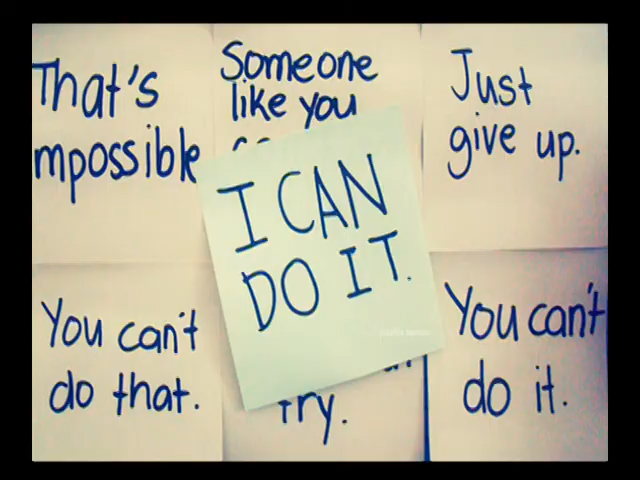 That's
mpossible
Someone
like you
Just
give up.
I CAN
DO IT.
You can't
do that.
try.
You can't
do it.